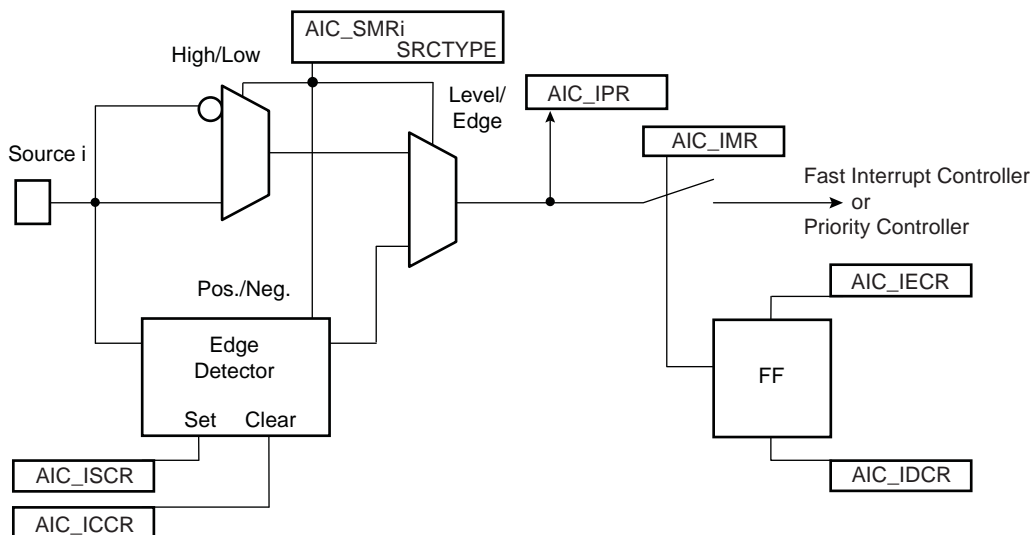 AIC_SMRi
SRCTYPE
High/Low
Level/
Edge
AIC_IPR
AIC_IMR
Source i
Fast Interrupt Controller
or
Priority Controller
Pos./Neg.
AIC_IECR
Edge
Detector
FF
Set Clear
AIC_ISCR
AIC_IDCR
AIC_ICCR